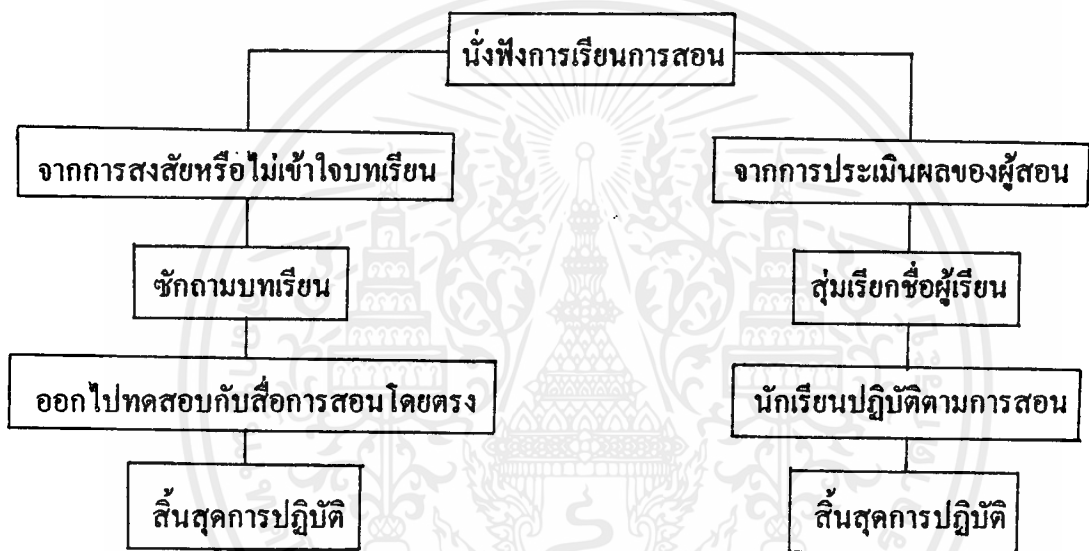 นั่งฟังการเรียนการสอน
จากการสงสัยหรือไม่เข้าใจบทเรียน
จากการประเมินผลของผู้สอน
ซักถามบทเรียน
สุ่มเรียกชื่อผู้เรียน
ออกไปทดสอบกับสื่อการสอนโดยตรง
นักเรียนปฏิบัติตามการสอน
สิ้นสุดการปฏิบัติ
สิ้นสุดการปฏิบัติ